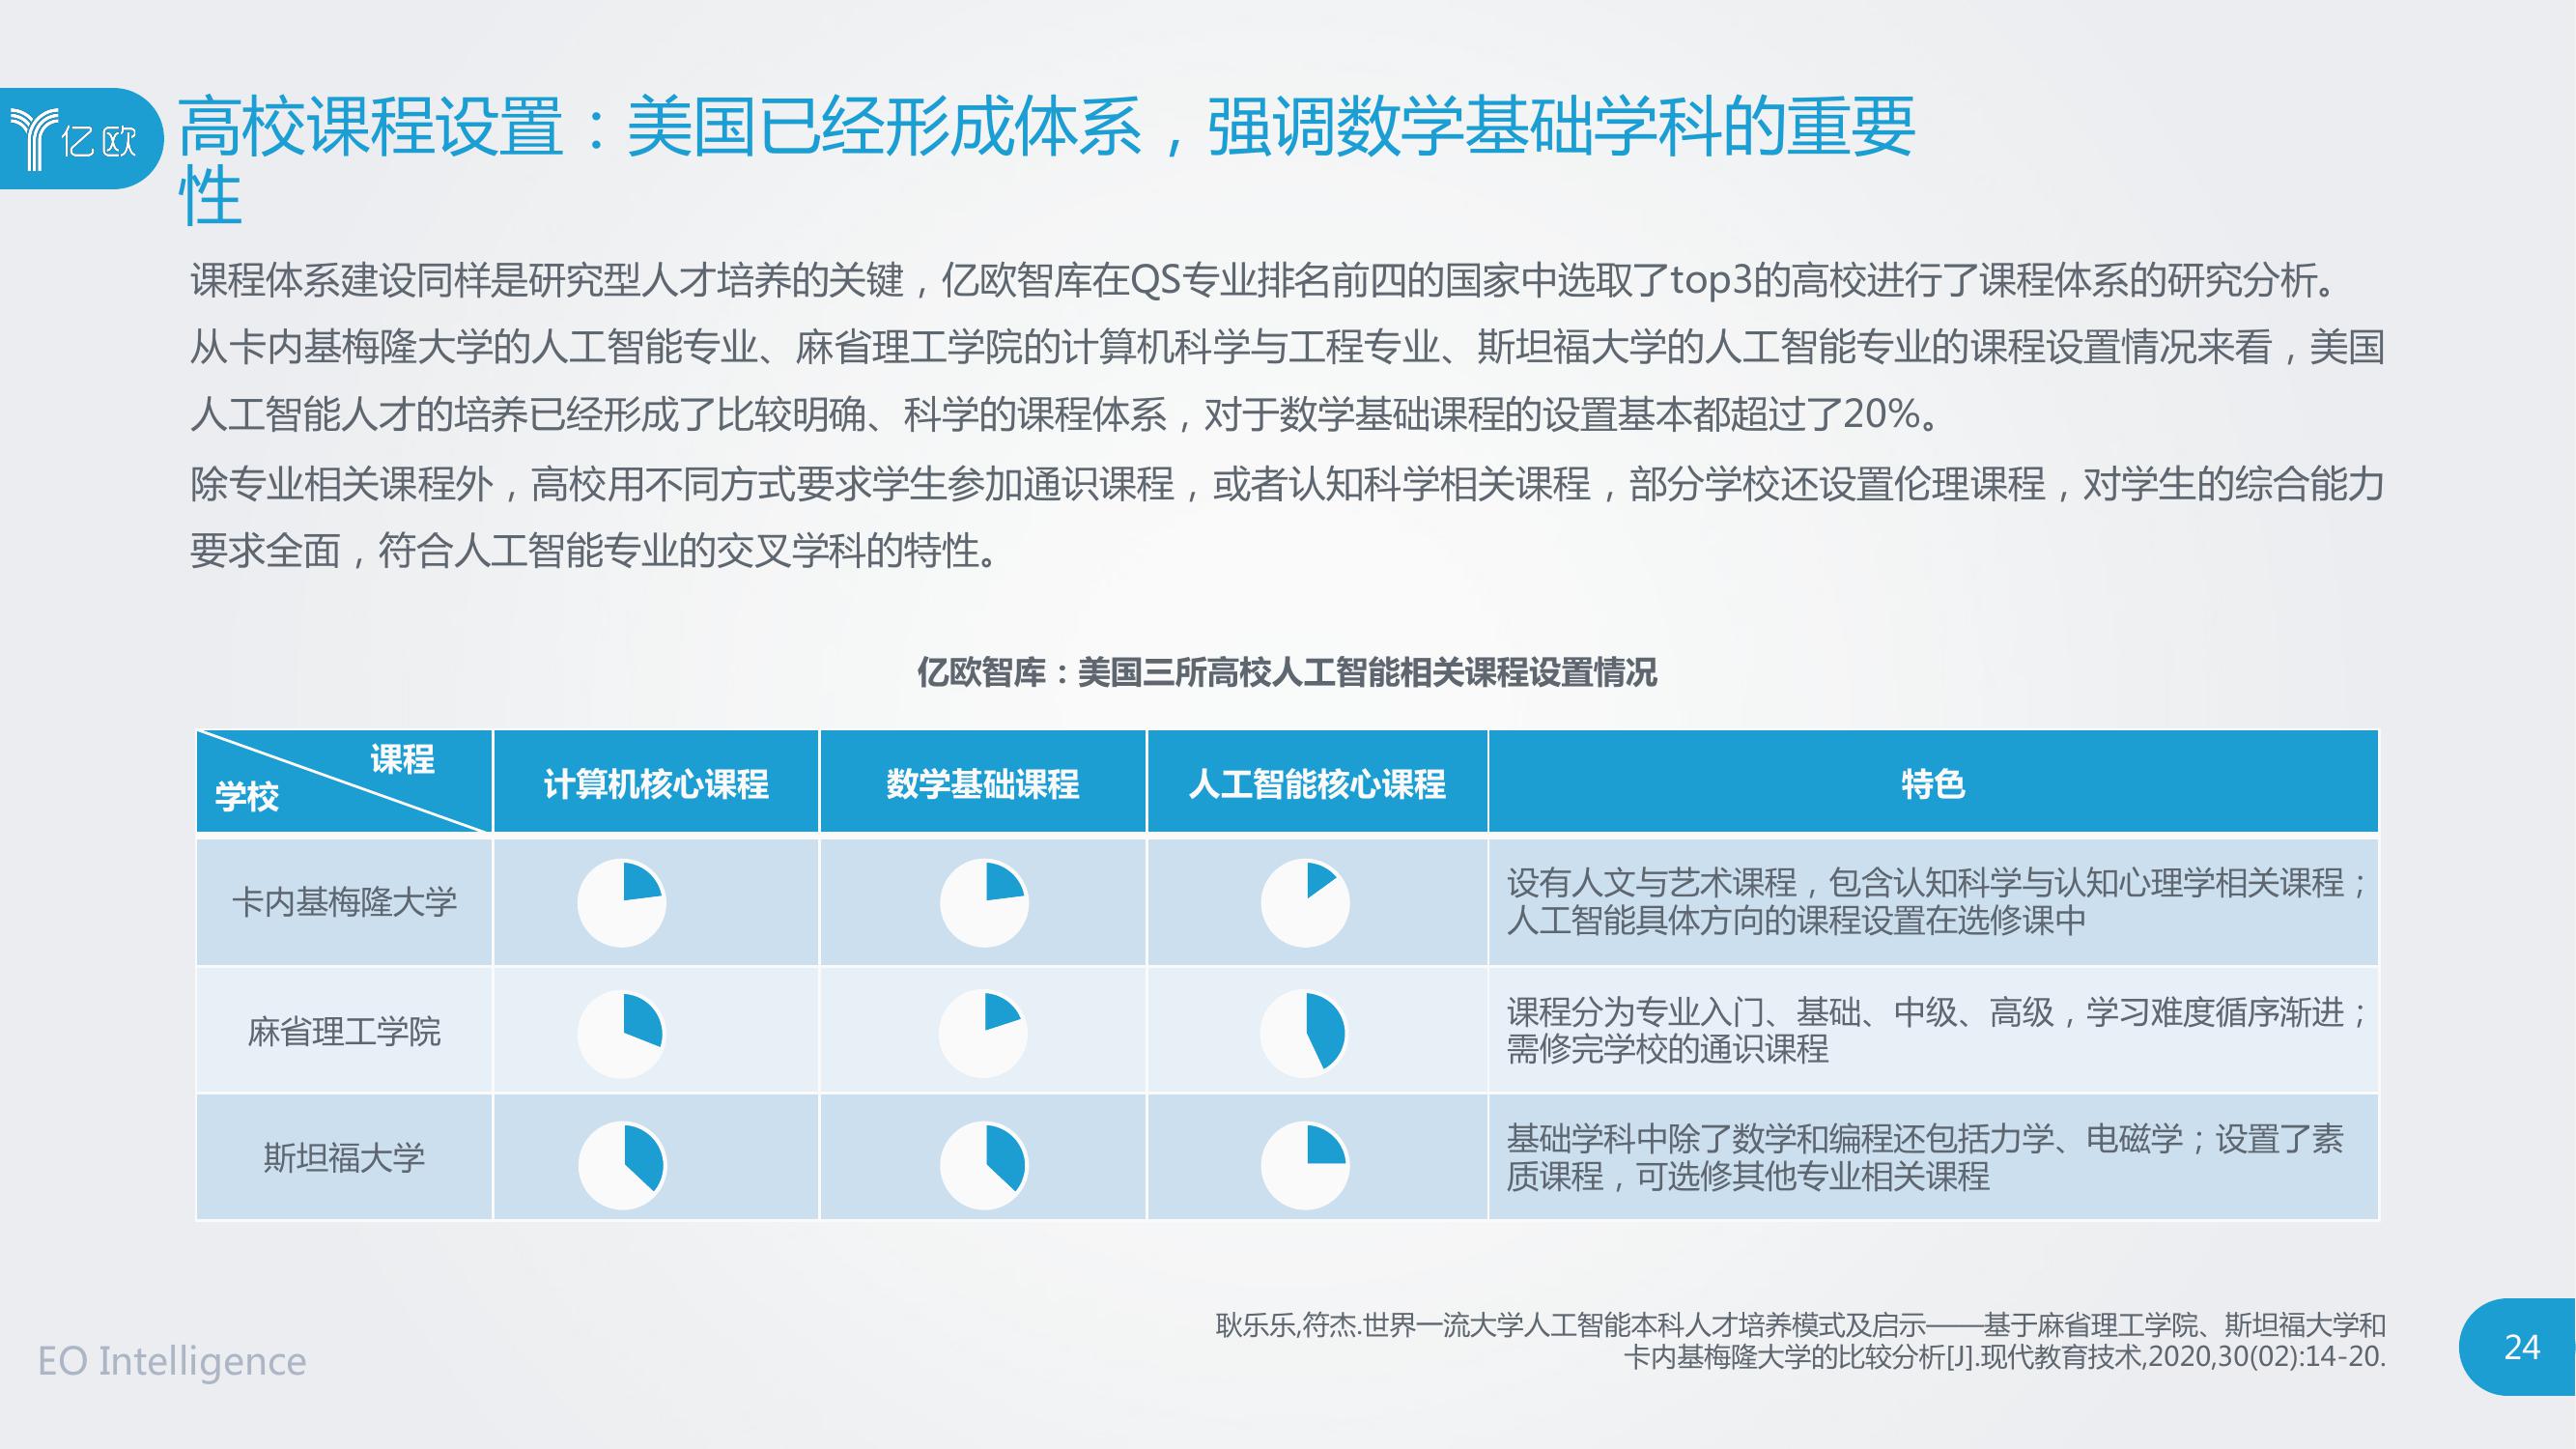 亿欧
高校课程设置：美国已经形成体系，强调数学基础学科的重要
性
课程体系建设同样是研究型人才培养的关键，亿欧智库在QS专业排名前四的国家中选取了top3的高校进行了课程体系的研究分析。
从卡内基梅隆大学的人工智能专业、麻省理工学院的计算机科学与工程专业、斯坦福大学的人工智能专业的课程设置情况来看，美国
人工智能人才的培养已经形成了比较明确、科学的课程体系，对于数学基础课程的设置基本都超过了20%。
除专业相关课程外，高校用不同方式要求学生参加通识课程，或者认知科学相关课程，部分学校还设置伦理课程，对学生的综合能力
要求全面，符合人工智能专业的交叉学科的特性。
亿欧智库：美国三所高校人工智能相关课程设置情况
课程
学校
计算机核心课程
数学基础课程
人工智能核心课程
特色
卡内基梅隆大学
设有人文与艺术课程，包含认知科学与认知心理学相关课程；
人工智能具体方向的课程设置在选修课中
麻省理工学院
课程分为专业入门、基础、中级、高级，学习难度循序渐进；
需修完学校的通识课程
斯坦福大学
基础学科中除了数学和编程还包括力学、电磁学；设置了素
质课程，可选修其他专业相关课程
耿乐乐,符杰.世界一流大学人工智能本科人才培养模式及启示——基于麻省理工学院、斯坦福大学和
卡内基梅隆大学的比较分析[J].现代教育技术,2020,30(02):14-20.
EO Intelligence
24